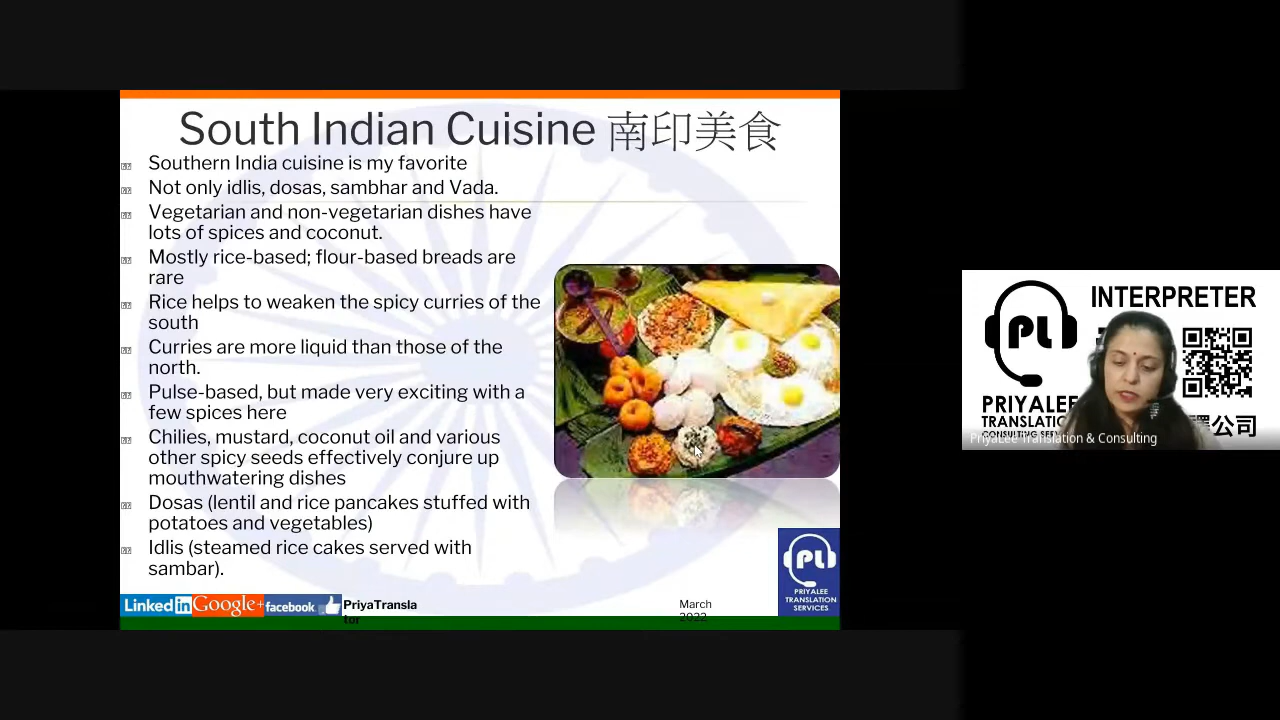 South Indian Cuisine 南印美食
Southern India cuisine is my favorite
Not only idlis, dosas, sambhar and Vada.
Vegetarian and non-vegetarian dishes have
lots of spices and coconut.
Mostly rice-based; flour-based breads are
rare
Rice helps to weaken the spicy curries of the
south
Curries are more liquid than those of the
north.
Pulse-based, but made very exciting with a
few spices here
Chilies, mustard, coconut oil and various
other spicy seeds effectively conjure up
mouthwatering dishes
Dosas (lentil and rice pancakes stuffed with
potatoes and vegetables)
Idlis (steamed rice cakes served with
sambar).
Linked in Google+ facebook PriyaTransla
tor
March
2022
PL
PRIYALEE
TRANSLATION
SERVICES
INTERPRETER
PL
PRIYALEE
TRANSLATION
CONSULTING
公司
PriyaLee Translation & Consulting